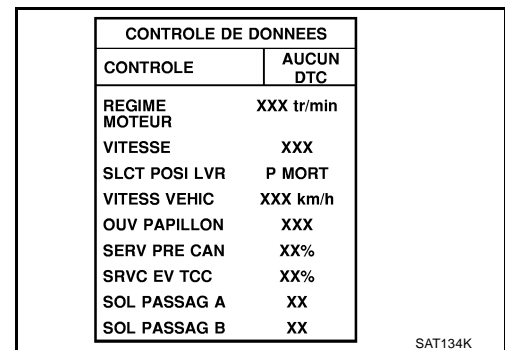 CONTROLE DE DONNEES
CONTROLE AUCUN DTC
REGIME MOTEUR XXX tr/min
VITESSE XXX
SLCT POSI LVR P MORT
VITESS VEHIC XXX km/h
OUV PAPILLON XXX
SERV PRE CAN XX%
SRVC EV TCC XX%
SOL PASSAG A XX
SOL PASSAG B XX
SAT134K